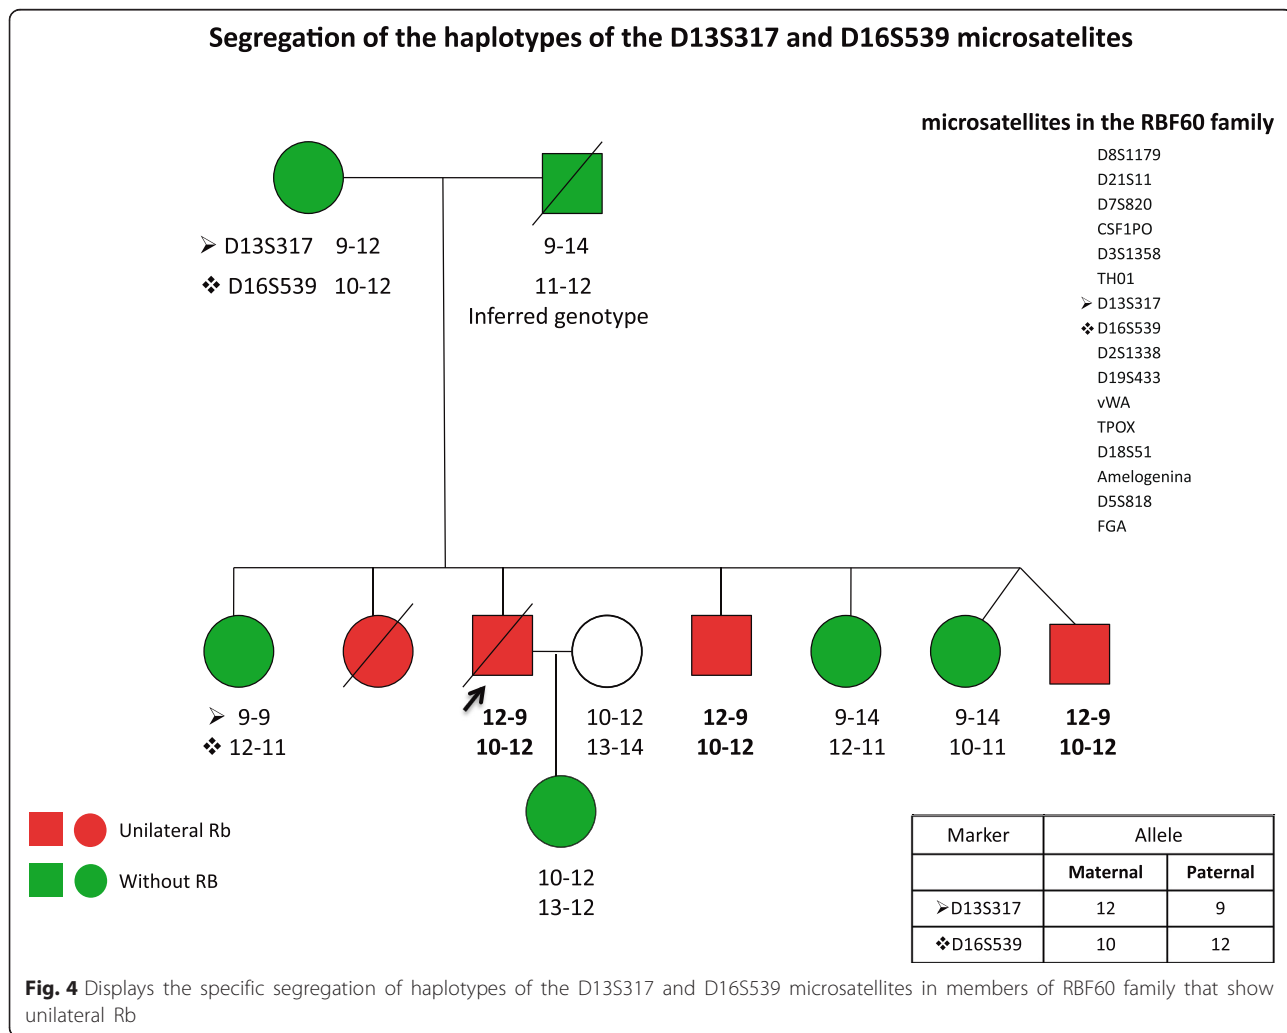 Segregation of the haplotypes of the D13S317 and D16S539 microsatelites
microsatellites in the RBF60 family
D8S1179
D21S11
D7S820
CSF1PO
D3S1358
TH01
➢ D13S317
❖ D16S539
D2S1338
D19S433
vWA
TPOX
D18S51
Amelogenina
D5S818
FGA
➢ D13S317 9-12 9-14
❖ D16S539 10-12 11-12
Inferred genotype
➢ 9-9 12-9 10-12 12-9 9-14 9-14 12-9
❖ 12-11 10-12 13-14 10-12 12-11 10-11 10-12
10-12
13-12
Unilateral Rb
Without RB
Marker Allele
Maternal Paternal
➢D13S317 12 9
❖D16S539 10 12
Fig. 4 Displays the specific segregation of haplotypes of the D13S317 and D16S539 microsatellites in members of RBF60 family that show
unilateral Rb